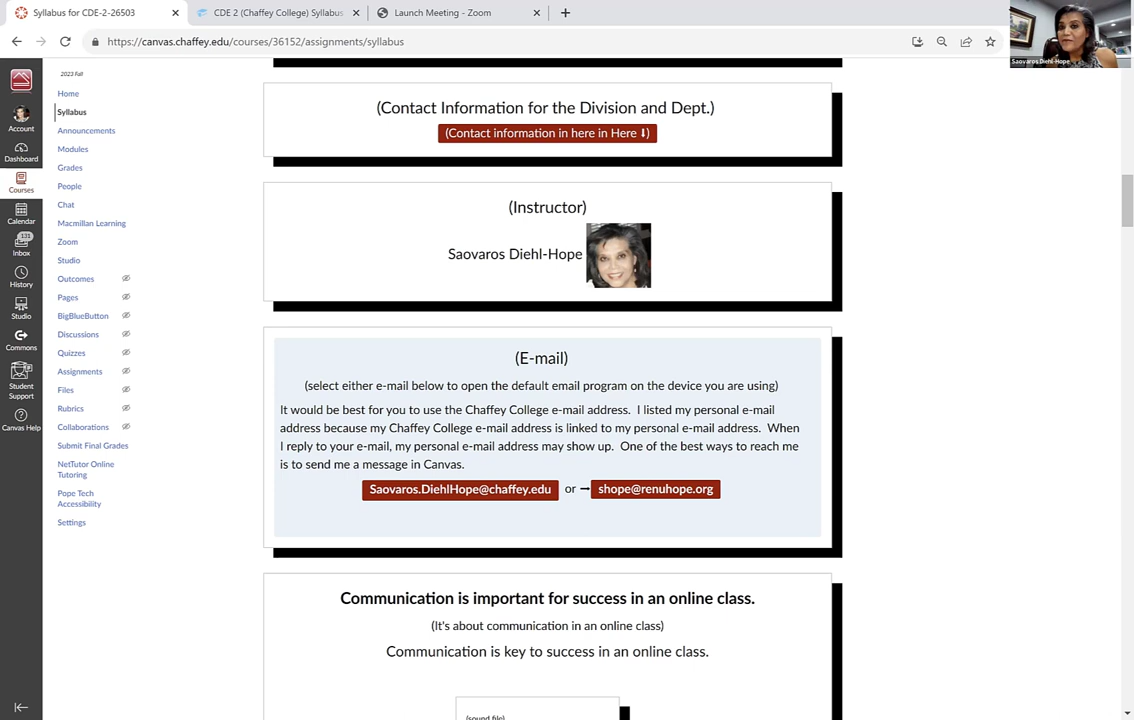 Syllabus for CDE-2-26503
CDE 2 (Chaffey College) Syllabus
Launch Meeting - Zoom
https://canvas.chaffey.edu/courses/36152/assignments/syllabus
Saovaros Diehl-Hope
Account
Dashboard
Courses
Calendar
131
Inbox
History
Studio
Commons
Student
Support
Canvas Help
2023 Fall
Home
Syllabus
Announcements
Modules
Grades
People
Chat
Macmillan Learning
Zoom
Studio
Outcomes
Pages
BigBlueButton
Discussions
Quizzes
Assignments
Files
Rubrics
Collaborations
Submit Final Grades
NetTutor Online
Tutoring
Pope Tech
Accessibility
Settings
(Contact Information for the Division and Dept.)
(Contact information in here in Here ⬇)
(Instructor)
Saovaros Diehl-Hope
(E-mail)
(select either e-mail below to open the default email program on the device you are using)
It would be best for you to use the Chaffey College e-mail address. I listed my personal e-mail
address because my Chaffey College e-mail address is linked to my personal e-mail address. When
I reply to your e-mail, my personal e-mail address may show up. One of the best ways to reach me
is to send me a message in Canvas.
Saovaros.DiehlHope@chaffey.edu or → shope@renuhope.org
Communication is important for success in an online class.
(It's about communication in an online class)
Communication is key to success in an online class.
(sound file)